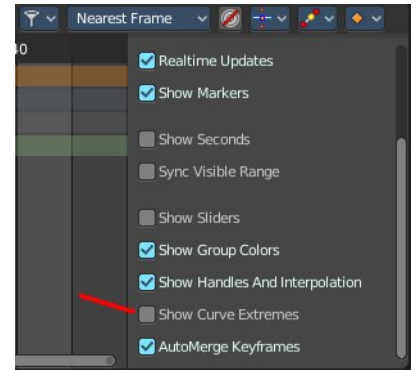 Nearest Frame
40
Realtime Updates
Show Markers
Show Seconds
Sync Visible Range
Show Sliders
Show Group Colors
Show Handles And Interpolation
Show Curve Extremes
AutoMerge Keyframes